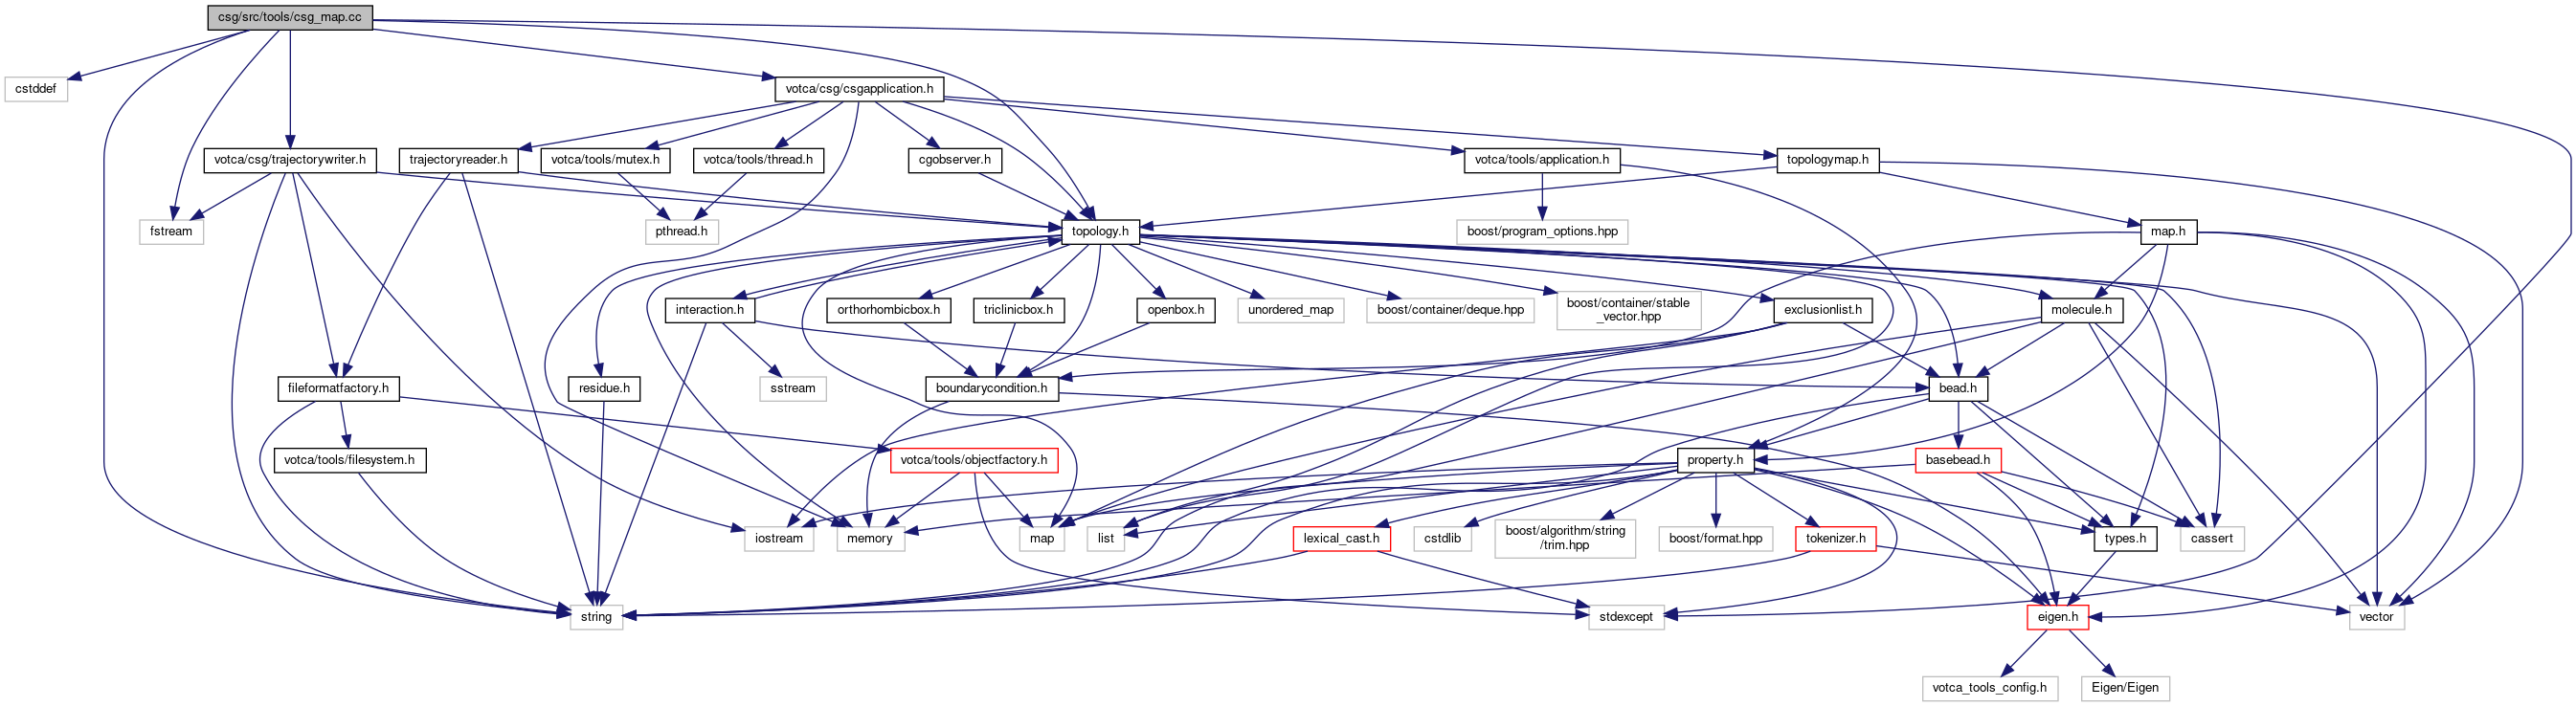 csg/src/tools/csg_map.cc
cstddef
votca/csg/csgapplication.h
votca/csg/trajectorywriter.h
trajectoryreader.h
votca/tools/mutex.h
votca/tools/thread.h
cgobserver.h
votca/tools/application.h
topologymap.h
fstream
pthread.h
topology.h
boost/program_options.hpp
map.h
interaction.h
orthorhombicbox.h
triclinicbox.h
openbox.h
unordered_map
boost/container/deque.hpp
boost/container/stable
_vector.hpp
exclusionlist.h
molecule.h
fileformatfactory.h
residue.h
sstream
boundarycondition.h
bead.h
votca/tools/filesystem.h
votca/tools/objectfactory.h
property.h
basebead.h
iostream
memory
map
list
lexical_cast.h
cstdlib
boost/algorithm/string
/trim.hpp
boost/format.hpp
tokenizer.h
types.h
cassert
string
stdexcept
eigen.h
vector
votca_tools_config.h
Eigen/Eigen